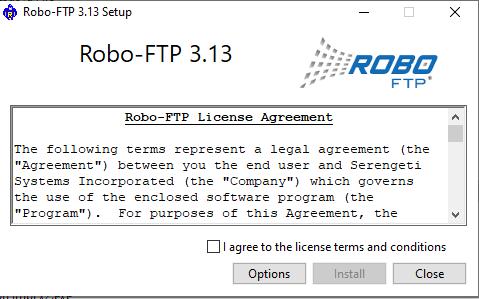 Robo-FTP 3.13 Setup
Robo-FTP 3.13
ROBO
FTP
Robo-FTP License Agreement
The following terms represent a legal agreement (the
"Agreement") between you the end user and Serengeti
Systems Incorporated (the "Company") which governs
the use of the enclosed software program (the
"Program").  For purposes of this Agreement, the
I agree to the license terms and conditions
Options
Install
Close